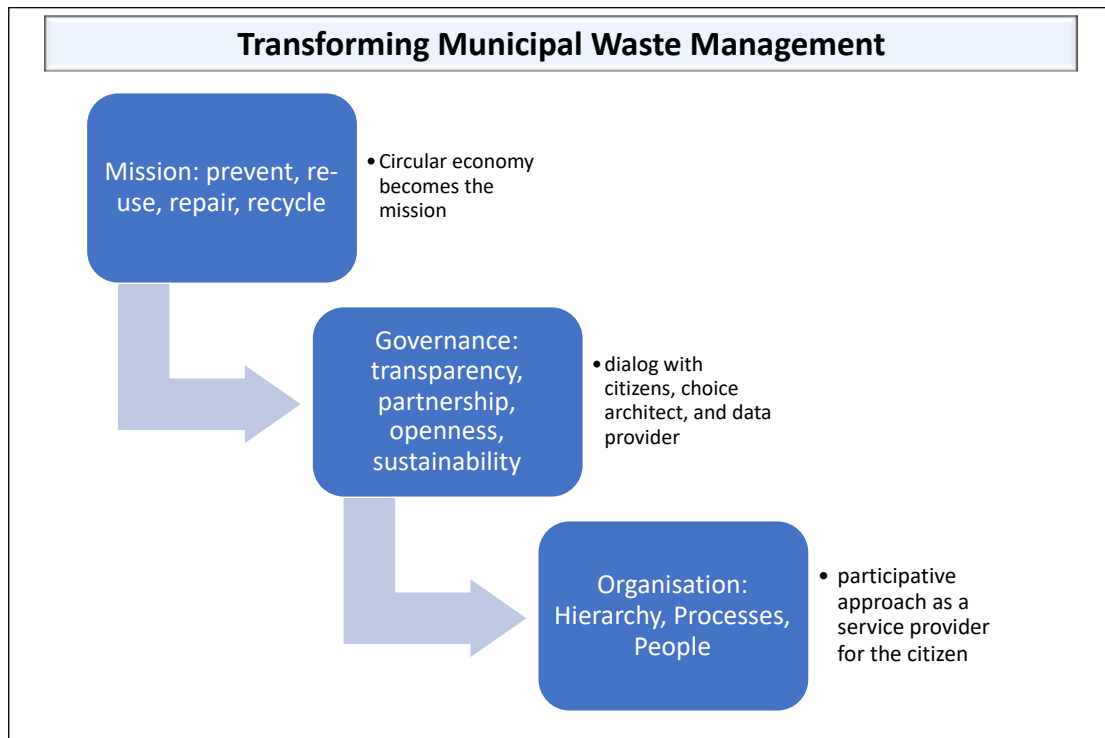 Transforming Municipal Waste Management
Mission: prevent, re-
use, repair, recycle
• Circular economy
becomes the
mission
Governance:
transparency,
partnership,
openness,
sustainability
• dialog with
citizens, choice
architect, and data
provider
Organisation:
Hierarchy, Processes,
People
• participative
approach as a
service provider
for the citizen